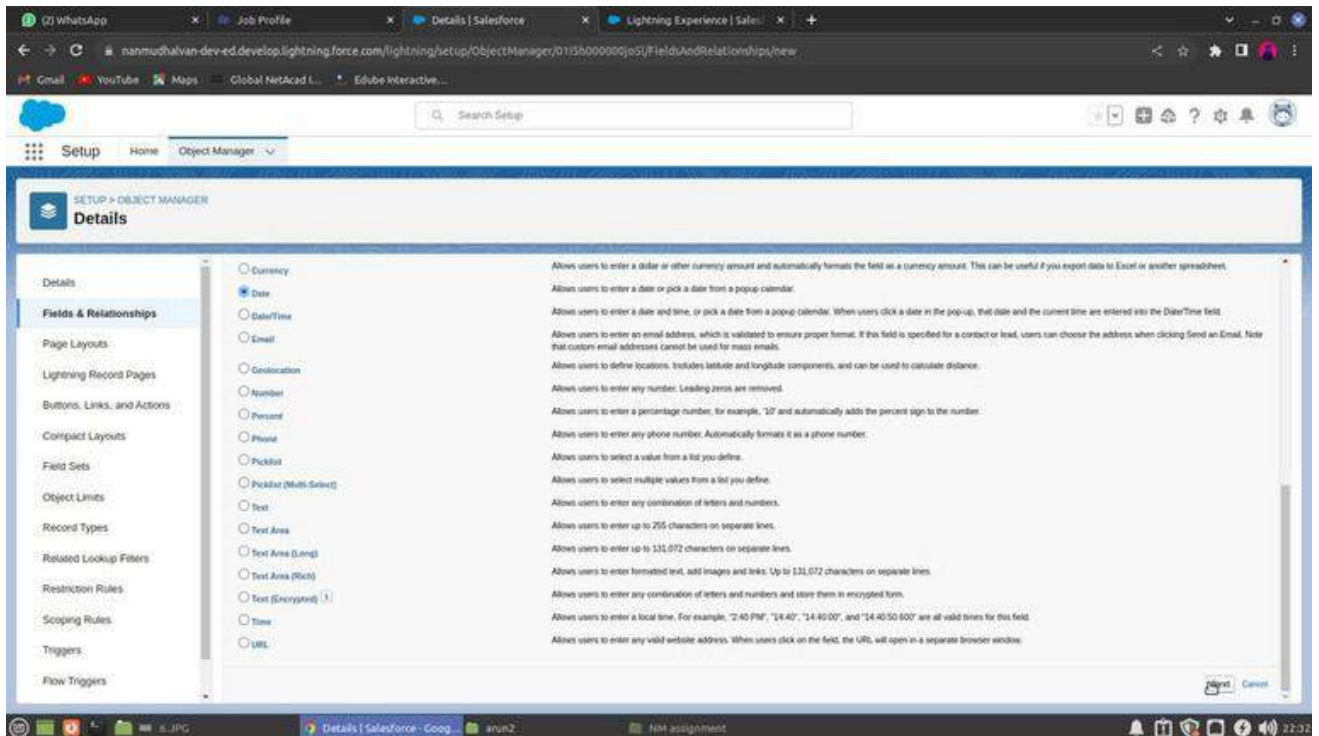 (2) WhatsApp
Job Profile
Details | Salesforce
Lightning Experience | Sales
nanmudhalvan-dev-ed.develop.lightning.force.com/lightning/setup/ObjectManager/
/FieldsAndRelationships/new
Gmail
YouTube
Maps
Global NetAcad I...
Edube Interactive...
Search Setup
Setup
Home
Object Manager
SETUP > OBJECT MANAGER
Details
Details
Fields & Relationships
Page Layouts
Lightning Record Pages
Buttons, Links, and Actions
Compact Layouts
Field Sets
Object Limits
Record Types
Related Lookup Filters
Restriction Rules
Scoping Rules
Triggers
Flow Triggers
Currency Allows users to enter a dollar or other currency amount and automatically formats the field as a currency amount. This can be useful if you export data to Excel or another spreadsheet.
Date Allows users to enter a date or pick a date from a popup calendar.
Date/Time Allows users to enter a date and time, or pick a date from a popup calendar. When users click a date in the pop-up, that date and the current time are entered into the Date/Time field.
Email Allows users to enter an email address, which is validated to ensure proper format. If this field is specified for a contact or lead, users can choose the address when clicking Send an Email. Note
that custom email addresses cannot be used for mass emails.
Geolocation Allows users to define locations. Includes latitude and longitude components, and can be used to calculate distance.
Number Allows users to enter any number. Leading zeros are removed.
Percent Allows users to enter a percentage number, for example, '10' and automatically adds the percent sign to the number.
Phone Allows users to enter any phone number. Automatically formats it as a phone number.
Picklist Allows users to select a value from a list you define.
Picklist (Multi-Select) Allows users to select multiple values from a list you define.
Text Allows users to enter any combination of letters and numbers.
Text Area Allows users to enter up to 255 characters on separate lines.
Text Area (Long) Allows users to enter up to 131,072 characters on separate lines.
Text Area (Rich) Allows users to enter formatted text, add images and links. Up to 131,072 characters on separate lines.
Text (Encrypted) Allows users to enter any combination of letters and numbers and store them in encrypted form.
Time Allows users to enter a local time. For example, "2:40 PM", "14:40", "14:40:00", and "14:40:50.600" are all valid times for this field.
URL Allows users to enter any valid website address. When users click on the field, the URL will open in a separate browser window.
Next Cancel
6.JPG
Details | Salesforce - Goog...
arun2
NM assignment
22:32